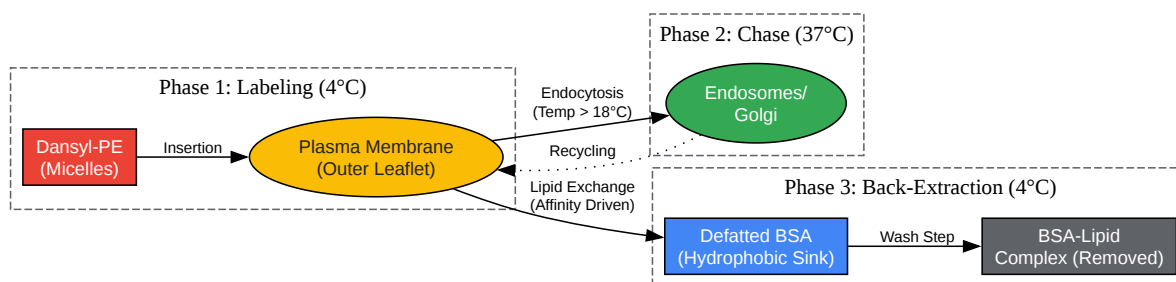 Phase 1: Labeling (4°C)
Dansyl-PE
(Micelles)
Insertion
Plasma Membrane
(Outer Leaflet)
Endocytosis
(Temp > 18°C)
Recycling
Lipid Exchange
(Affinity Driven)
Phase 2: Chase (37°C)
Endosomes/
Golgi
Phase 3: Back-Extraction (4°C)
Defatted BSA
(Hydrophobic Sink)
Wash Step
BSA-Lipid
Complex (Removed)